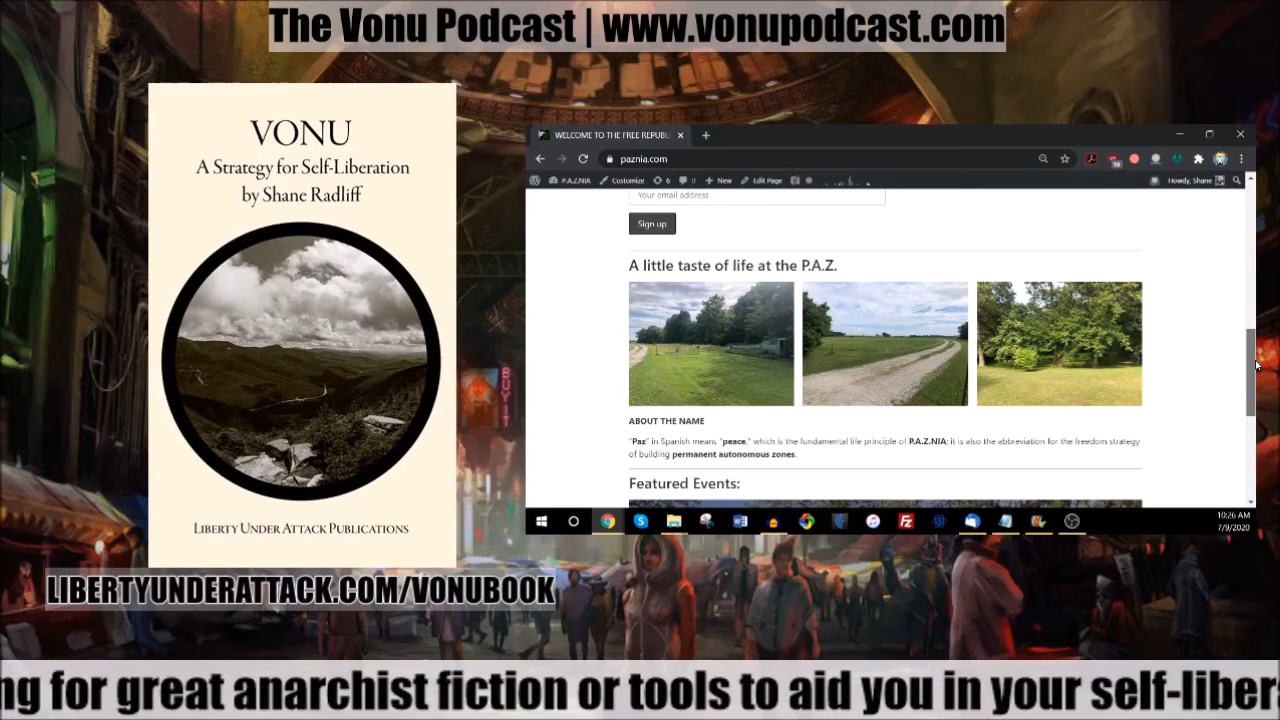 The Vonu Podcast | www.vonupodcast.com
VONU
A Strategy for Self-Liberation
by Shane Radliff
LIBERTY UNDER ATTACK PUBLICATIONS
LIBERTYUNDERATTACK.COM/VONUBOOK
WELCOME TO THE FREE REPUBL
paznia.com
P.A.Z.NIA Customize 6 0 New Edit Page Howdy, Shane
Your email address
Sign up
A little taste of life at the P.A.Z.
ABOUT THE NAME
"Paz" in Spanish means "peace," which is the fundamental life principle of P.A.Z.NIA; it is also the abbreviation for the freedom strategy
of building permanent autonomous zones.
Featured Events:
10:26 AM
7/9/2020
BUY IT
ng for great anarchist fiction or tools to aid you in your self-liber